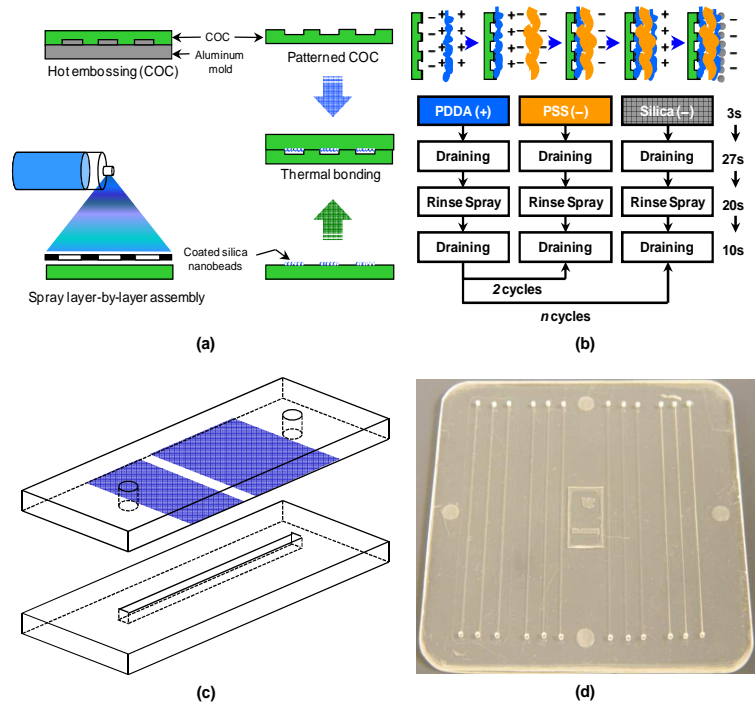 (a)
COC
Aluminum
mold
Hot embossing (COC)
Patterned COC
Thermal bonding
Coated silica
nanobeads
Spray layer-by-layer assembly
(b)
− + + − − + + −
− + + − − + + −
− + + − − + + −
− + + − − + + −
PDDA (+) PSS (−) Silica (−) 3s
Draining Draining Draining 27s
Rinse Spray Rinse Spray Rinse Spray 20s
Draining Draining Draining 10s
2 cycles
n cycles
(c)
(d)